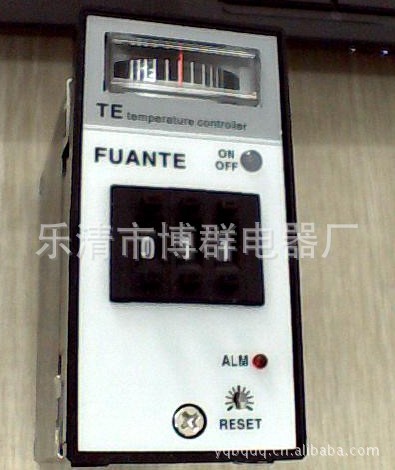 TE temperature controller
FUANTE
ON
OFF
乐清市博群电器厂
ALM
RESET
yqbqdq.cn.alibaba.com